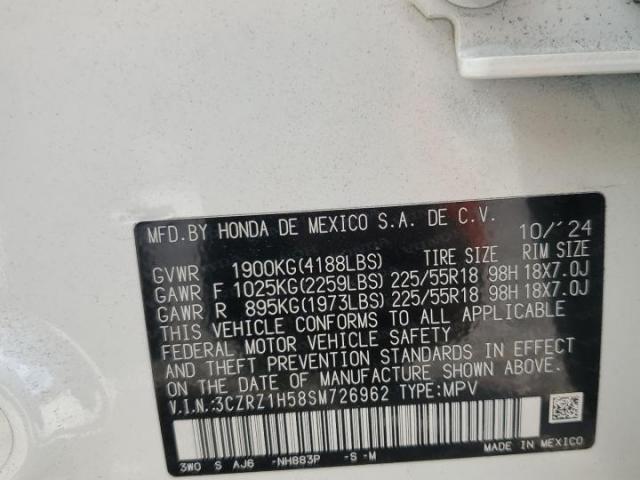 MFD.BY HONDA DE MEXICO S.A. DE C.V. 10/'24
TIRE SIZE RIM SIZE
GVWR 1900KG(4188LBS)
GAWR F 1025KG(2259LBS) 225/55R18 98H 18X7.0J
GAWR R 895KG(1973LBS) 225/55R18 98H 18X7.0J
THIS VEHICLE CONFORMS TO ALL APPLICABLE
FEDERAL MOTOR VEHICLE SAFETY
AND THEFT PREVENTION STANDARDS IN EFFECT
ON THE DATE OF MANUFACTURE SHOWN ABOVE.
V.I.N.:3CZRZ1H58SM726962 TYPE:MPV
3W0 S AJ6 -NH883P -S-M
MADE IN MEXICO